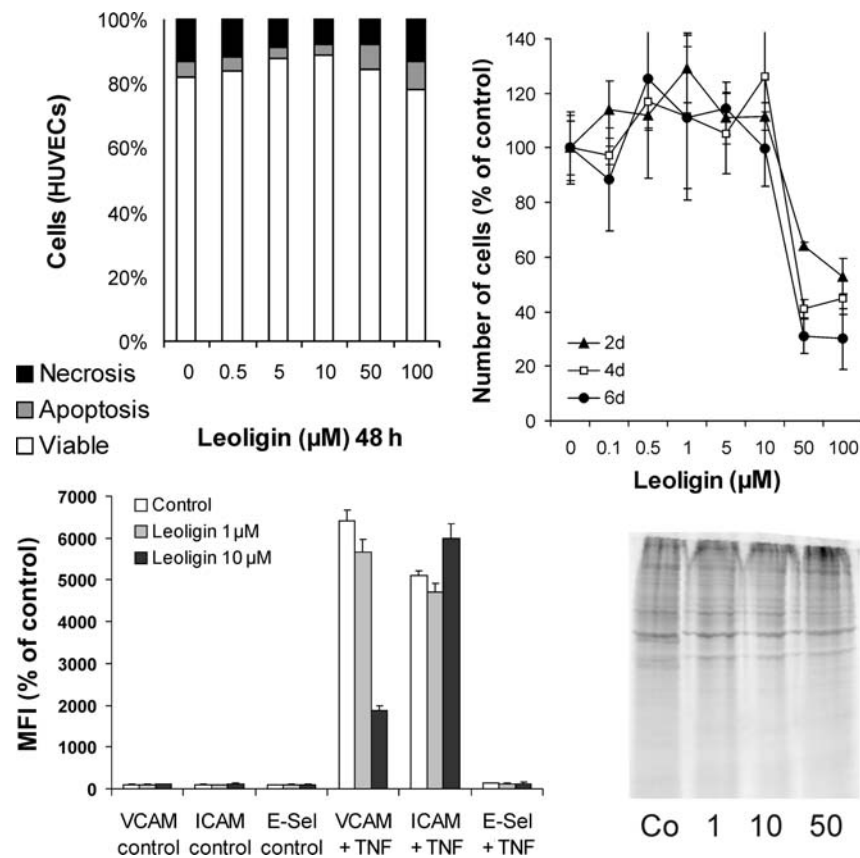 100%
80%
60%
40%
20%
0%
Cells (HUVECs)
0 0.5 5 10 50 100
Necrosis
Apoptosis
Viable
Leoligin (µM) 48 h
140
120
100
80
60
40
20
0
Number of cells (% of control)
2d
4d
6d
0 0.1 0.5 1 5 10 50 100
Leoligin (µM)
7000
6000
5000
4000
3000
2000
1000
0
MFI (% of control)
Control
Leoligin 1 µM
Leoligin 10 µM
VCAM ICAM E-Sel VCAM ICAM E-Sel
control control control + TNF + TNF + TNF
Co 1 10 50